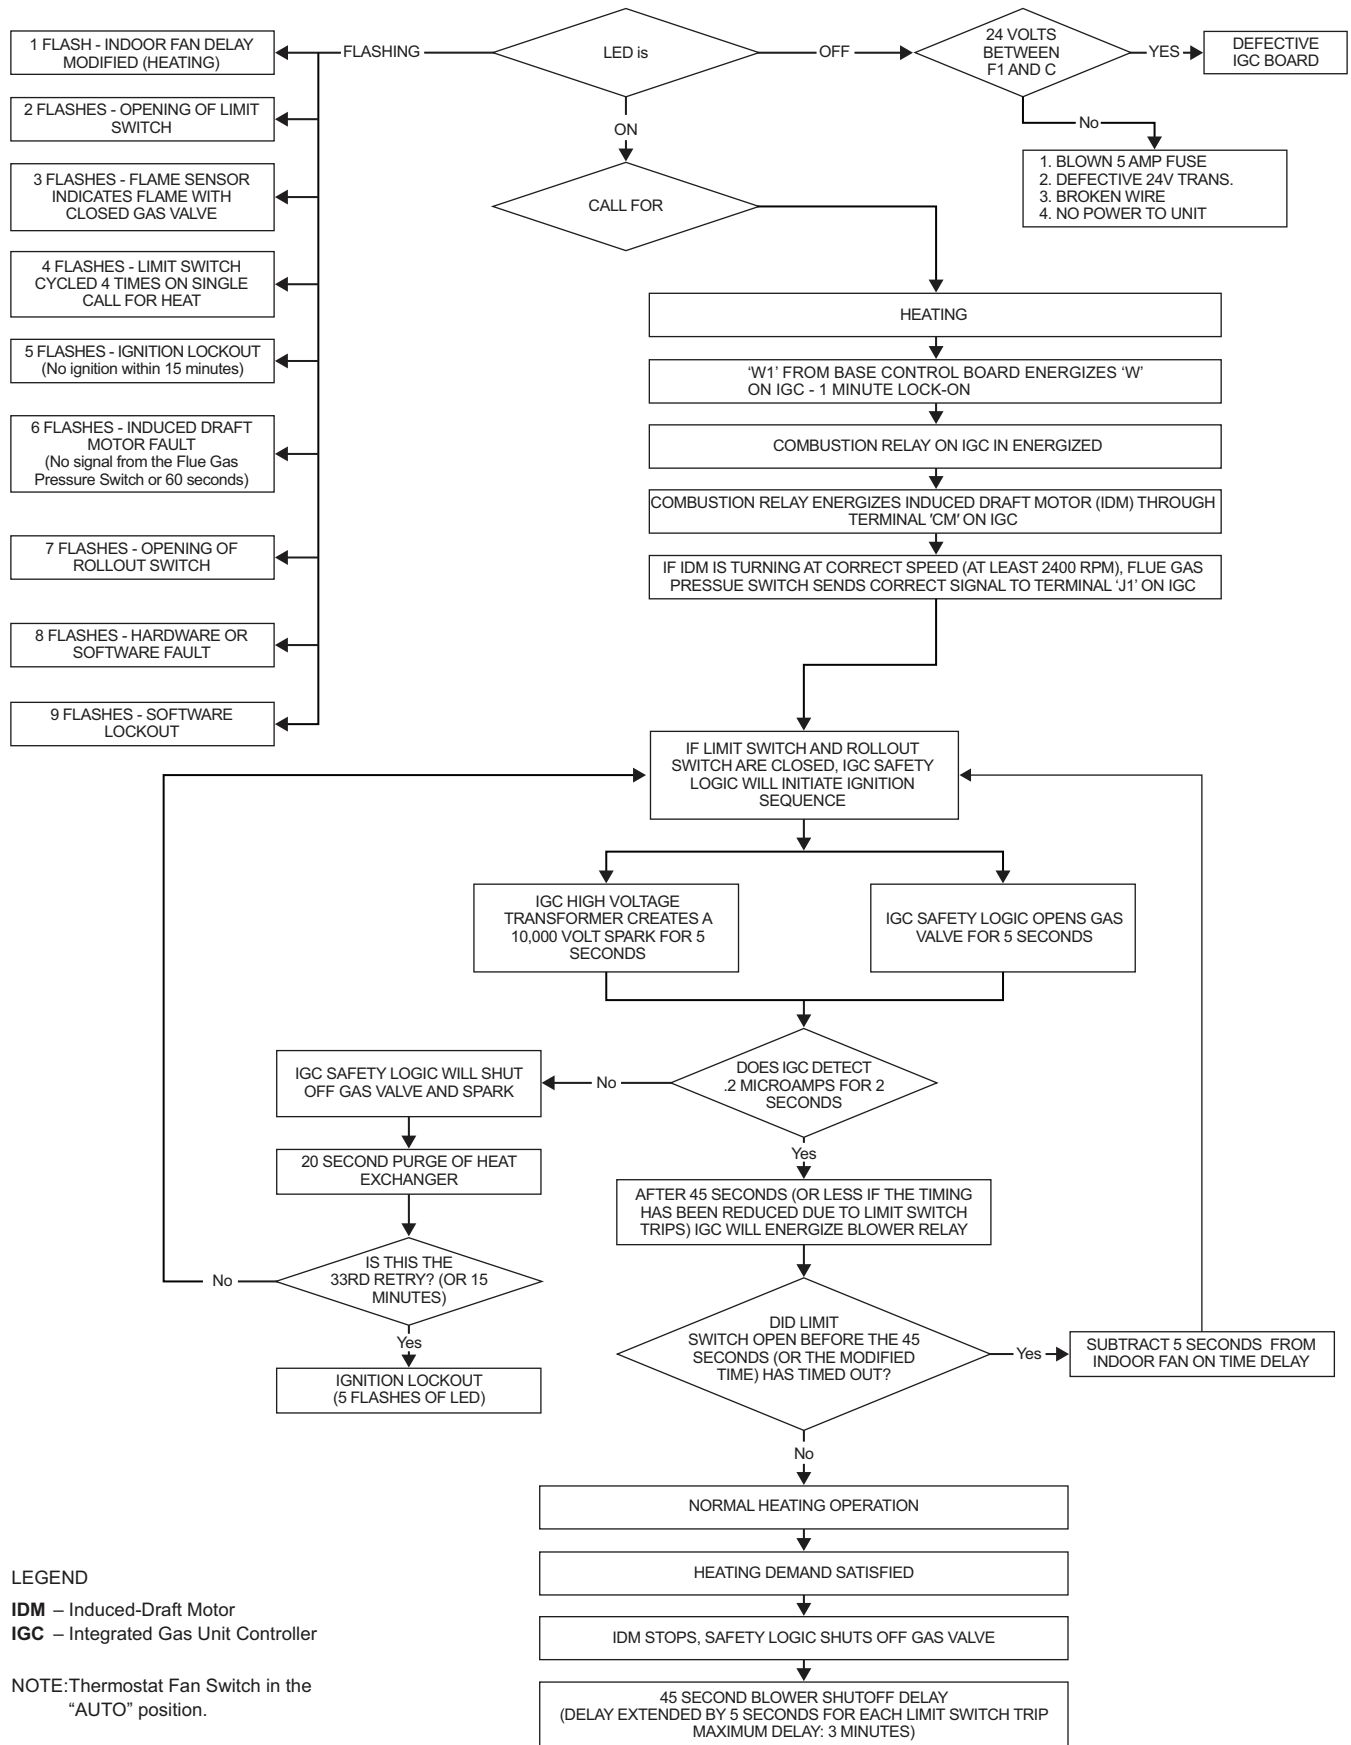 1 FLASH - INDOOR FAN DELAY
MODIFIED (HEATING)
FLASHING
LED is
OFF
24 VOLTS
BETWEEN
F1 AND C
YES
DEFECTIVE
IGC BOARD
2 FLASHES - OPENING OF LIMIT
SWITCH
ON
No
1. BLOWN 5 AMP FUSE
2. DEFECTIVE 24V TRANS.
3. BROKEN WIRE
4. NO POWER TO UNIT
3 FLASHES - FLAME SENSOR
INDICATES FLAME WITH
CLOSED GAS VALVE
CALL FOR
4 FLASHES - LIMIT SWITCH
CYCLED 4 TIMES ON SINGLE
CALL FOR HEAT
HEATING
5 FLASHES - IGNITION LOCKOUT
(No ignition within 15 minutes)
‘W1’ FROM BASE CONTROL BOARD ENERGIZES ‘W’
ON IGC - 1 MINUTE LOCK-ON
6 FLASHES - INDUCED DRAFT
MOTOR FAULT
(No signal from the Flue Gas
Pressure Switch or 60 seconds)
COMBUSTION RELAY ON IGC IN ENERGIZED
COMBUSTION RELAY ENERGIZES INDUCED DRAFT MOTOR (IDM) THROUGH
TERMINAL ′CM′ ON IGC
7 FLASHES - OPENING OF
ROLLOUT SWITCH
IF IDM IS TURNING AT CORRECT SPEED (AT LEAST 2400 RPM), FLUE GAS
PRESSUE SWITCH SENDS CORRECT SIGNAL TO TERMINAL ‘J1’ ON IGC
8 FLASHES - HARDWARE OR
SOFTWARE FAULT
9 FLASHES - SOFTWARE
LOCKOUT
IF LIMIT SWITCH AND ROLLOUT
SWITCH ARE CLOSED, IGC SAFETY
LOGIC WILL INITIATE IGNITION
SEQUENCE
IGC HIGH VOLTAGE
TRANSFORMER CREATES A
10,000 VOLT SPARK FOR 5
SECONDS
IGC SAFETY LOGIC OPENS GAS
VALVE FOR 5 SECONDS
DOES IGC DETECT
.2 MICROAMPS FOR 2
SECONDS
No
IGC SAFETY LOGIC WILL SHUT
OFF GAS VALVE AND SPARK
Yes
20 SECOND PURGE OF HEAT
EXCHANGER
AFTER 45 SECONDS (OR LESS IF THE TIMING
HAS BEEN REDUCED DUE TO LIMIT SWITCH
TRIPS) IGC WILL ENERGIZE BLOWER RELAY
IS THIS THE
33RD RETRY? (OR 15
MINUTES)
No
Yes
IGNITION LOCKOUT
(5 FLASHES OF LED)
DID LIMIT
SWITCH OPEN BEFORE THE 45
SECONDS (OR THE MODIFIED
TIME) HAS TIMED OUT?
Yes
SUBTRACT 5 SECONDS FROM
INDOOR FAN ON TIME DELAY
No
NORMAL HEATING OPERATION
HEATING DEMAND SATISFIED
IDM STOPS, SAFETY LOGIC SHUTS OFF GAS VALVE
45 SECOND BLOWER SHUTOFF DELAY
(DELAY EXTENDED BY 5 SECONDS FOR EACH LIMIT SWITCH TRIP
MAXIMUM DELAY: 3 MINUTES)
LEGEND
IDM – Induced-Draft Motor
IGC – Integrated Gas Unit Controller
NOTE:Thermostat Fan Switch in the
“AUTO” position.